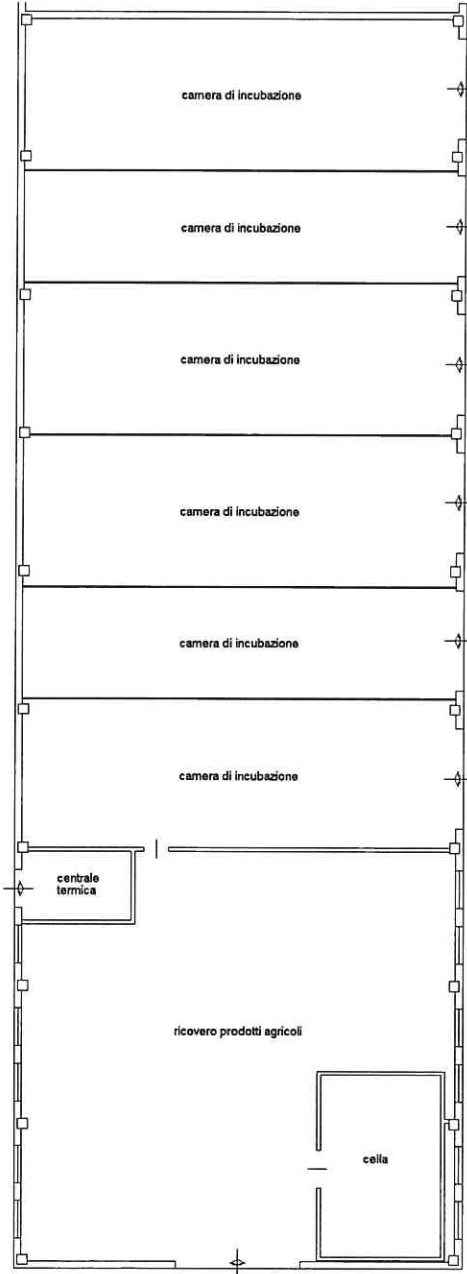 camera di incubazione
camera di incubazione
camera di incubazione
camera di incubazione
camera di incubazione
camera di incubazione
centrale
termica
ricovero prodotti agricoli
cella